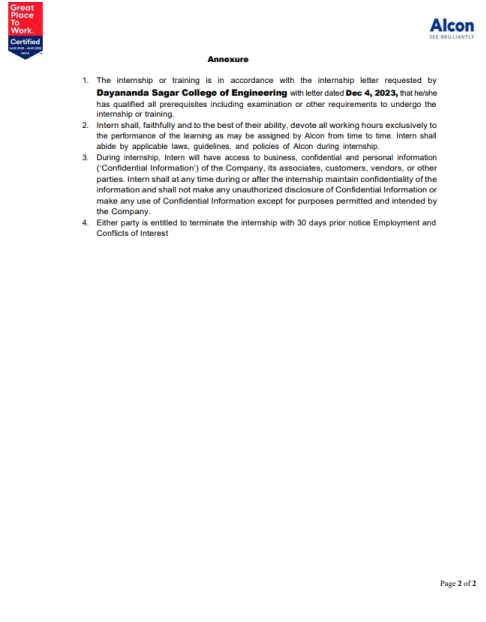 Great
Place
To
Work.
Certified
Alcon
SEE BRILLIANTLY
Annexure
1. The internship or training is in accordance with the internship letter requested by
Dayananda Sagar College of Engineering with letter dated Dec 4, 2023, that he/she
has qualified all prerequisites including examination or other requirements to undergo the
internship or training.
2. Intern shall, faithfully and to the best of their ability, devote all working hours exclusively to
the performance of the learning as may be assigned by Alcon from time to time. Intern shall
abide by applicable laws, guidelines, and policies of Alcon during internship.
3. During internship, Intern will have access to business, confidential and personal information
('Confidential Information') of the Company, its associates, customers, vendors, or other
parties. Intern shall at any time during or after the internship maintain confidentiality of the
information and shall not make any unauthorized disclosure of Confidential Information or
make any use of Confidential Information except for purposes permitted and intended by
the Company.
4. Either party is entitled to terminate the internship with 30 days prior notice Employment and
Conflicts of Interest
Page 2 of 2